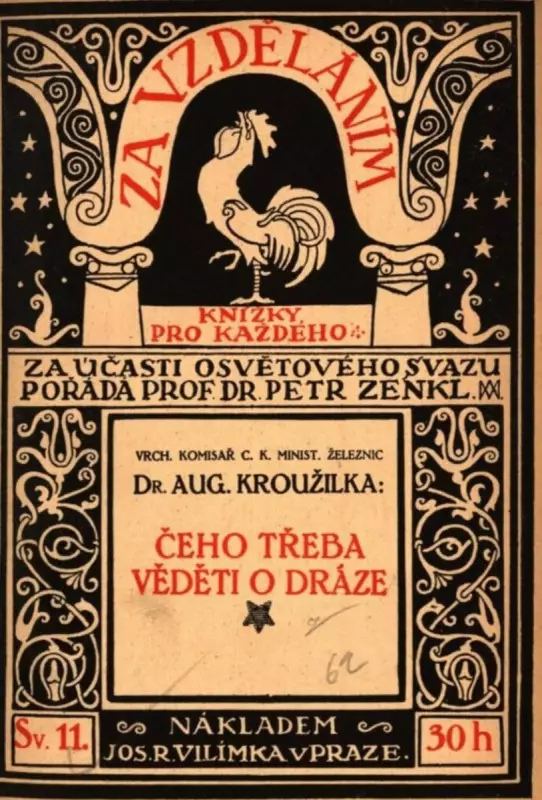 ZA VZDĚLÁNÍM
KNÍŽKY
PRO KAŽDÉHO
ZA ÚČASTI OSVĚTOVÉHO SVAZU
POŘÁDÁ PROF. DR. PETR ZENKL.
VRCH. KOMISAŘ C. K. MINIST. ŽELEZNIC
DR. AUG. KROUŽILKA:
ČEHO TŘEBA
VĚDĚTI O DRÁZE
62
Sv. 11.
NÁKLADEM
JOS. R. VILÍMKA V PRAZE.
30 h